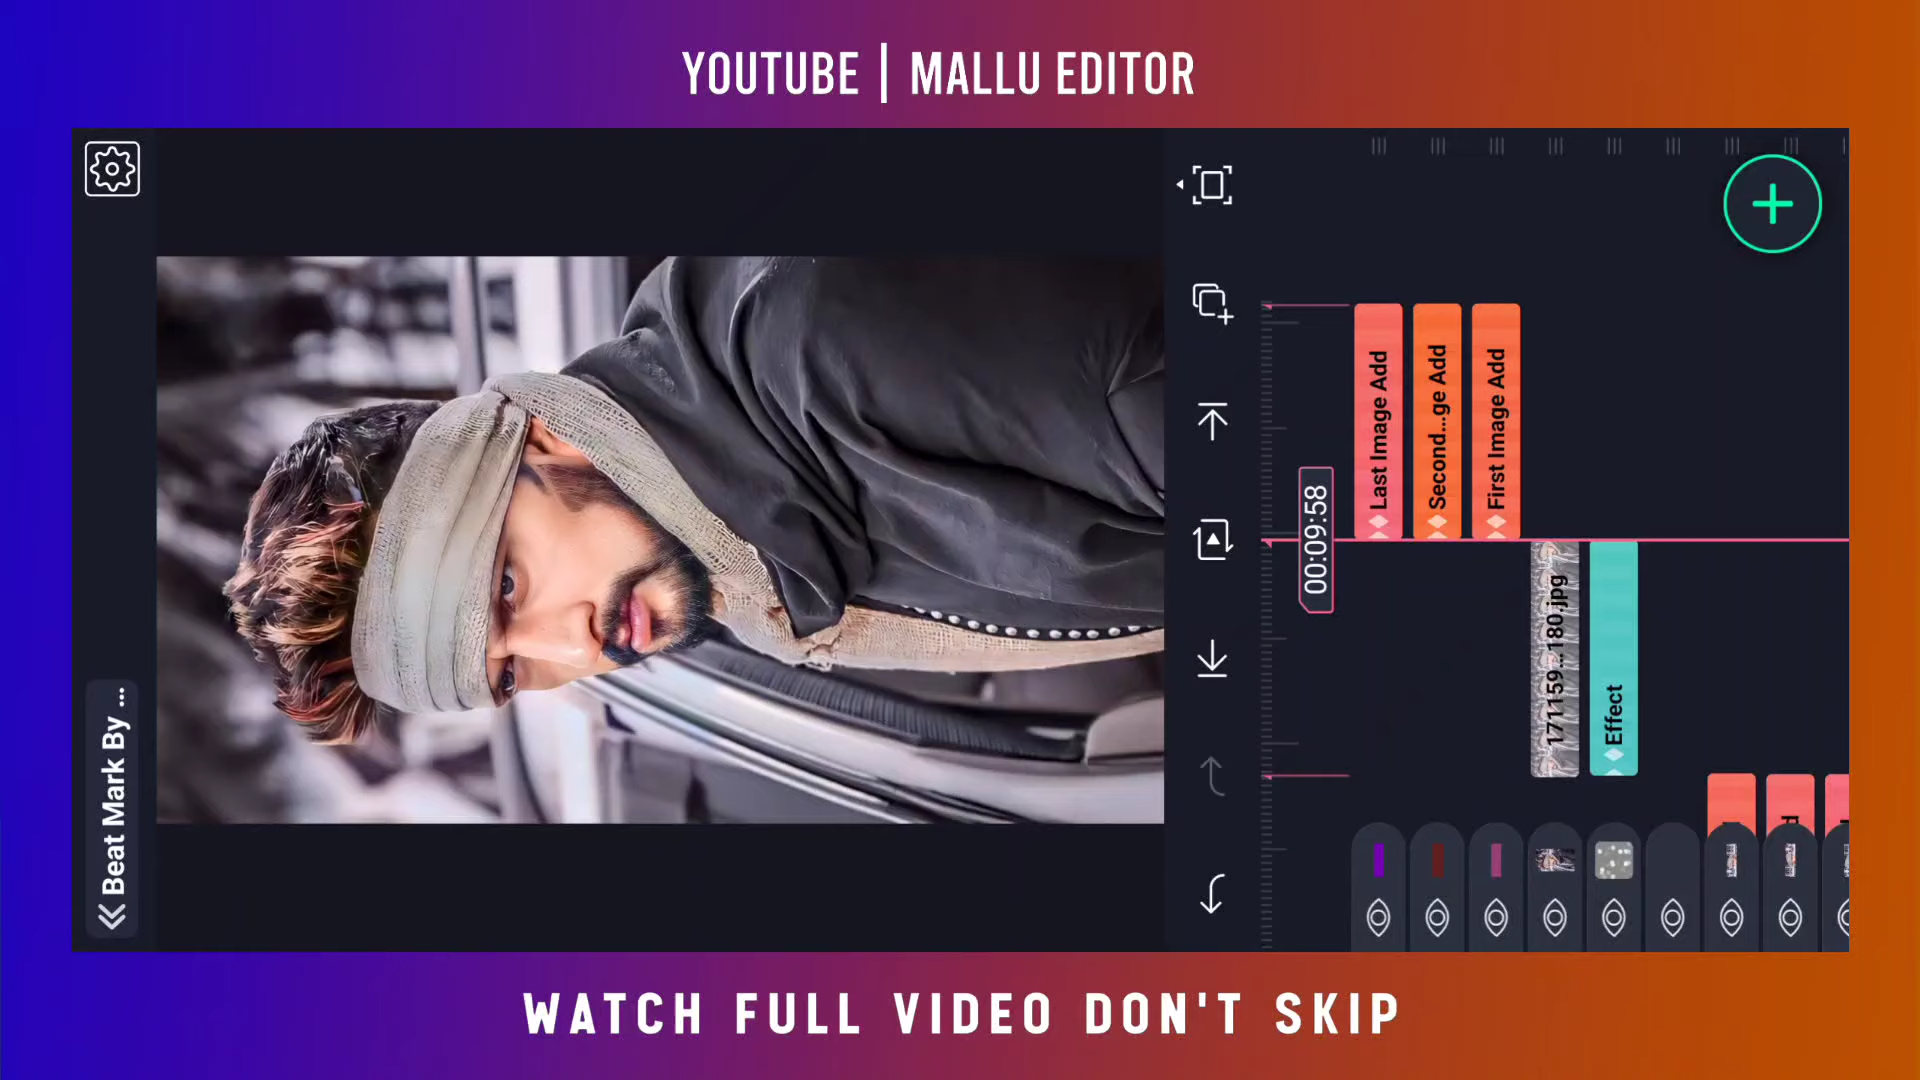 YOUTUBE | MALLU EDITOR
Beat Mark By ...
00:09:58
Last Image Add
Second...ge Add
First Image Add
171159...180.jpg
Effect
WATCH FULL VIDEO DON'T SKIP